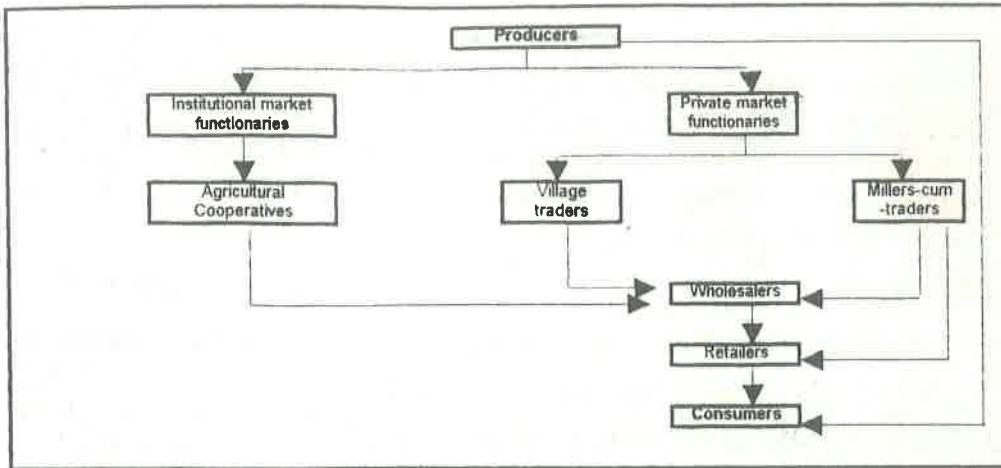 Producers
Institutional market
functionaries
Private market
functionaries
Agricultural
Cooperatives
Village
traders
Millers-cum
-traders
Wholesalers
Retailers
Consumers